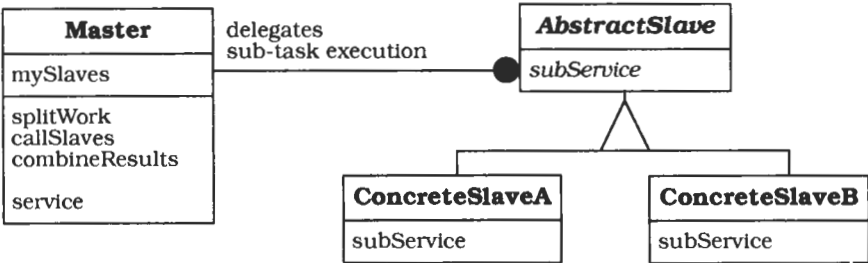 Master
mySlaves
splitWork
callSlaves
combineResults
service
delegates
sub-task execution
AbstractSlave
subService
ConcreteSlaveA
subService
ConcreteSlaveB
subService